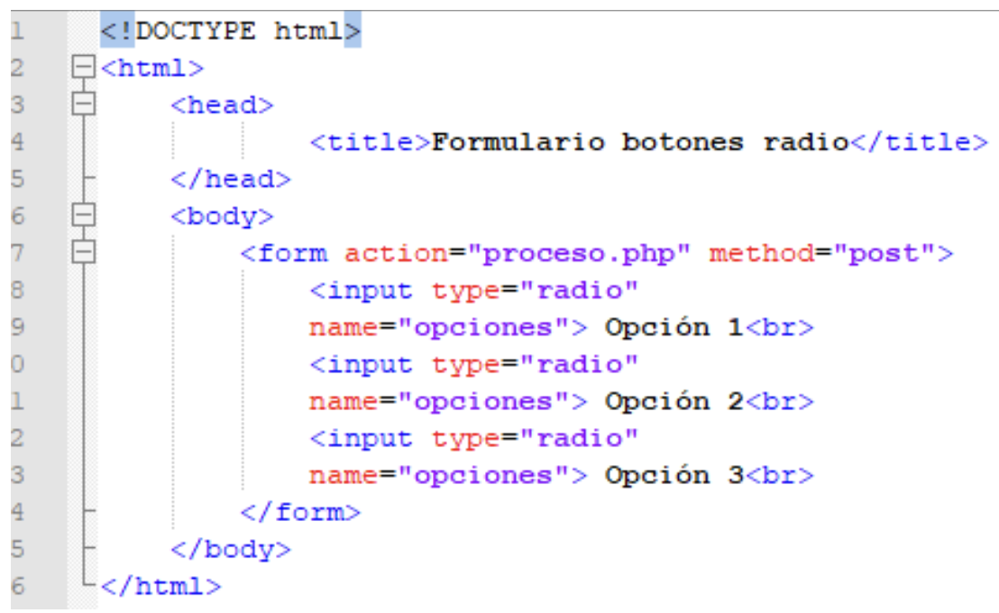 1 <!DOCTYPE html>
2 <html>
3 <head>
4 <title>Formulario botones radio</title>
5 </head>
6 <body>
7 <form action="proceso.php" method="post">
8 <input type="radio"
9 name="opciones"> Opción 1<br>
0 <input type="radio"
1 name="opciones"> Opción 2<br>
2 <input type="radio"
3 name="opciones"> Opción 3<br>
4 </form>
5 </body>
6 </html>